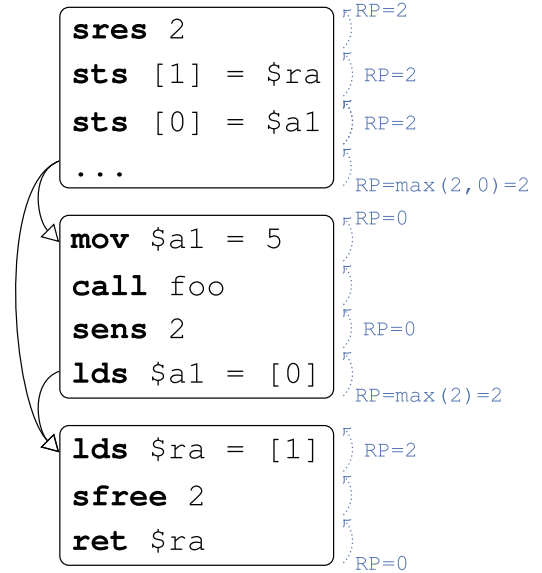 RP=2
sres 2
sts [1] = $ra
RP=2
sts [0] = $a1
RP=2
...
RP=max(2,0)=2
RP=0
mov $a1 = 5
call foo
sens 2
RP=0
lds $a1 = [0]
RP=max(2)=2
lds $ra = [1]
RP=2
sfree 2
ret $ra
RP=0